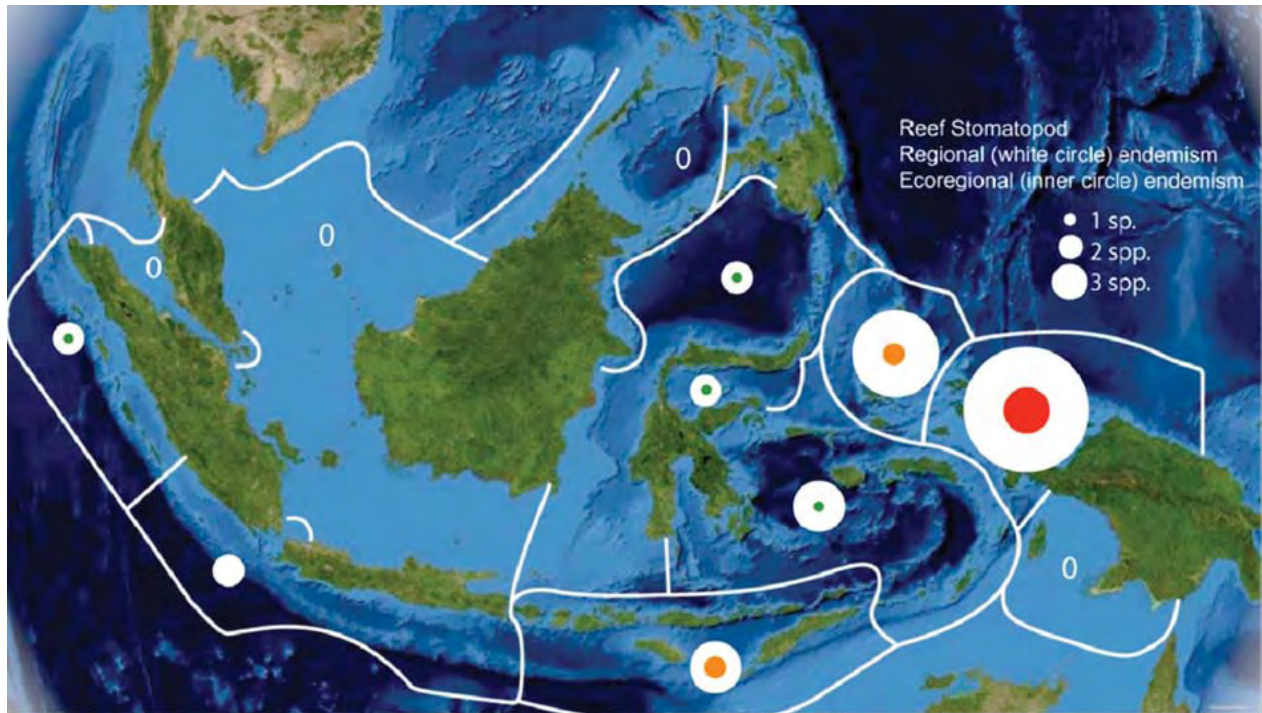 Reef Stomatopod
Regional (white circle) endemism
Ecoregional (inner circle) endemism
1 sp.
2 spp.
3 spp.
0
0
0
0